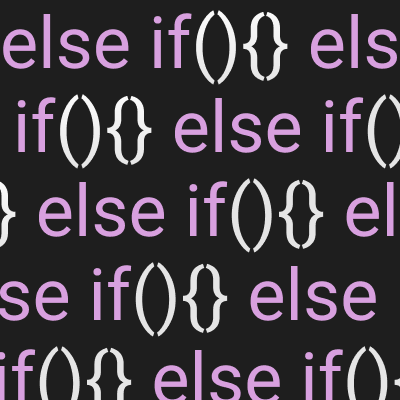 else if(){} els
if(){} else if()
} else if(){} el
se if(){} else
if(){} else if(){